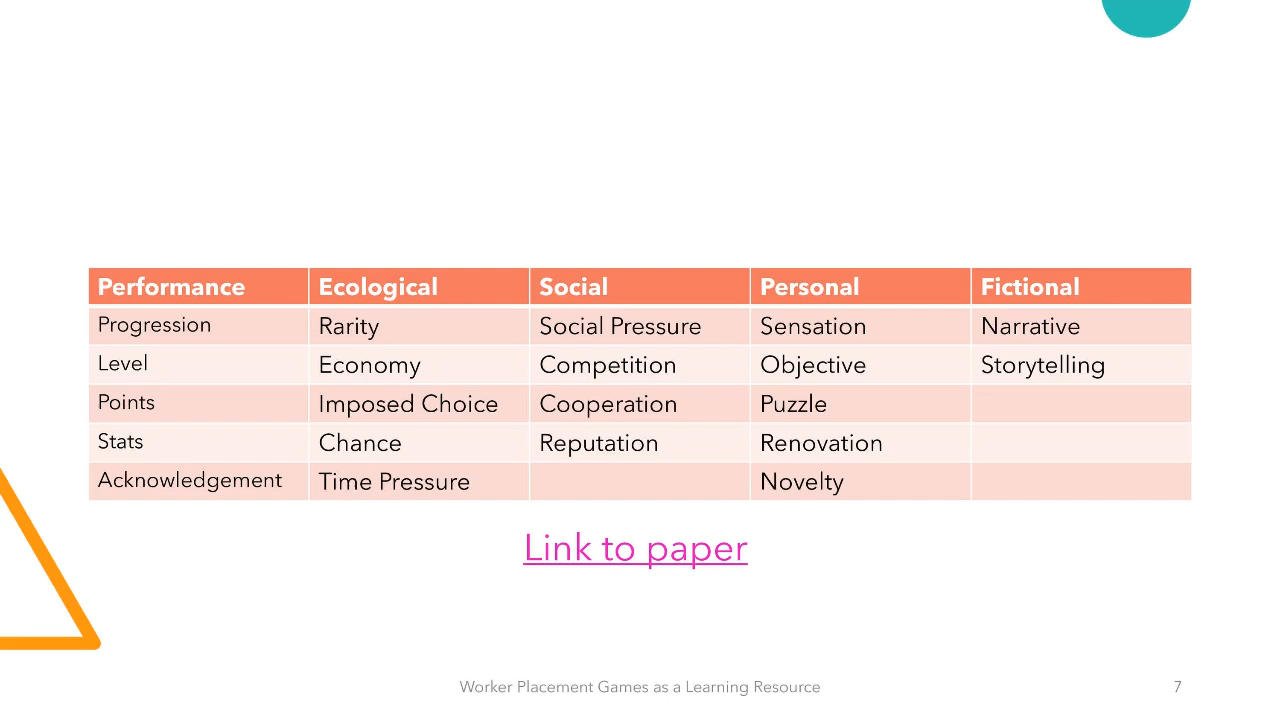 Performance Ecological Social Personal Fictional
Progression Rarity Social Pressure Sensation Narrative
Level Economy Competition Objective Storytelling
Points Imposed Choice Cooperation Puzzle
Stats Chance Reputation Renovation
Acknowledgement Time Pressure Novelty
Link to paper
Worker Placement Games as a Learning Resource 7